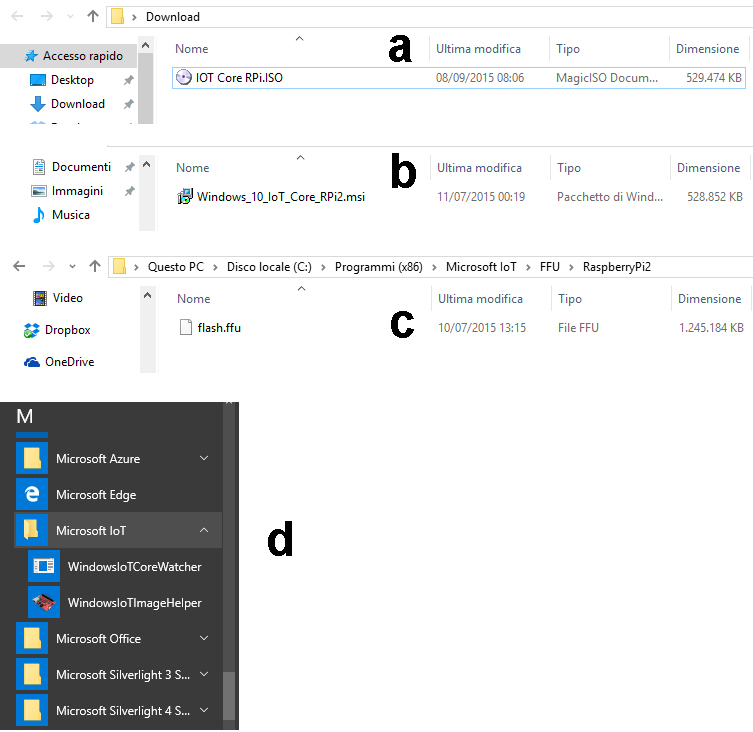 Download
Accesso rapido
Nome a Ultima modifica Tipo Dimensione
Desktop
IOT Core RPi.ISO 08/09/2015 08:06 MagicISO Docum... 529.474 KB
Download
Documenti
Nome b Ultima modifica Tipo Dimensione
Immagini
Windows_10_IoT_Core_RPi2.msi 11/07/2015 00:19 Pacchetto di Wind... 528.852 KB
Musica
Questo PC Disco locale (C:) Programmi (x86) Microsoft IoT FFU RaspberryPi2
Video
Nome c Ultima modifica Tipo Dimensione
Dropbox
flash.ffu 10/07/2015 13:15 File FFU 1.245.184 KB
OneDrive
M
Microsoft Azure
Microsoft Edge
Microsoft IoT
d
WindowsIoTCoreWatcher
WindowsIoTImageHelper
Microsoft Office
Microsoft Silverlight 3 S...
Microsoft Silverlight 4 S...